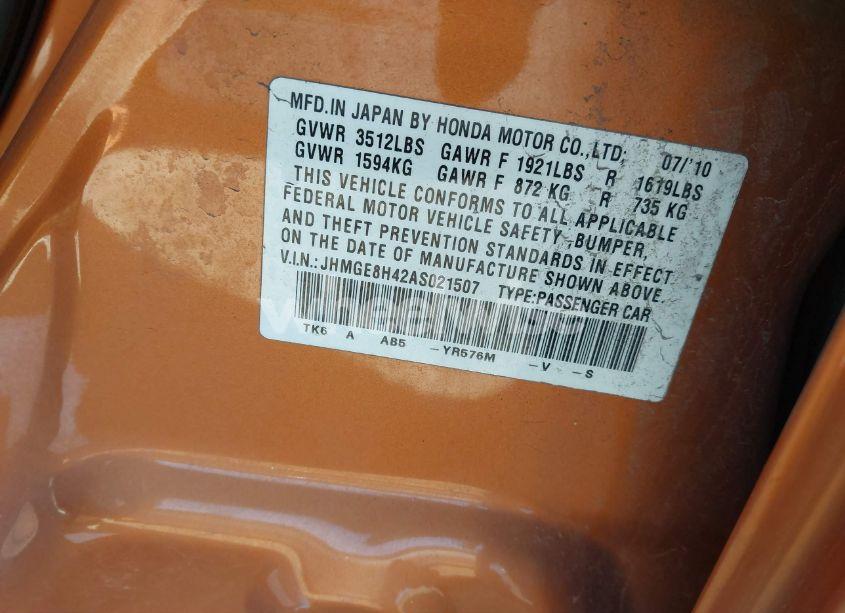 MFD.IN JAPAN BY HONDA MOTOR CO.,LTD. 07/'10
GVWR 3512LBS GAWR F 1921LBS R 1619LBS
GVWR 1594KG GAWR F 872 KG R 735 KG
THIS VEHICLE CONFORMS TO ALL APPLICABLE
FEDERAL MOTOR VEHICLE SAFETY, BUMPER,
AND THEFT PREVENTION STANDARDS IN EFFECT
ON THE DATE OF MANUFACTURE SHOWN ABOVE.
V.I.N.:JHMGE8H42AS021507 TYPE:PASSENGER CAR
TK6 A AB5 -YR576M -V -S